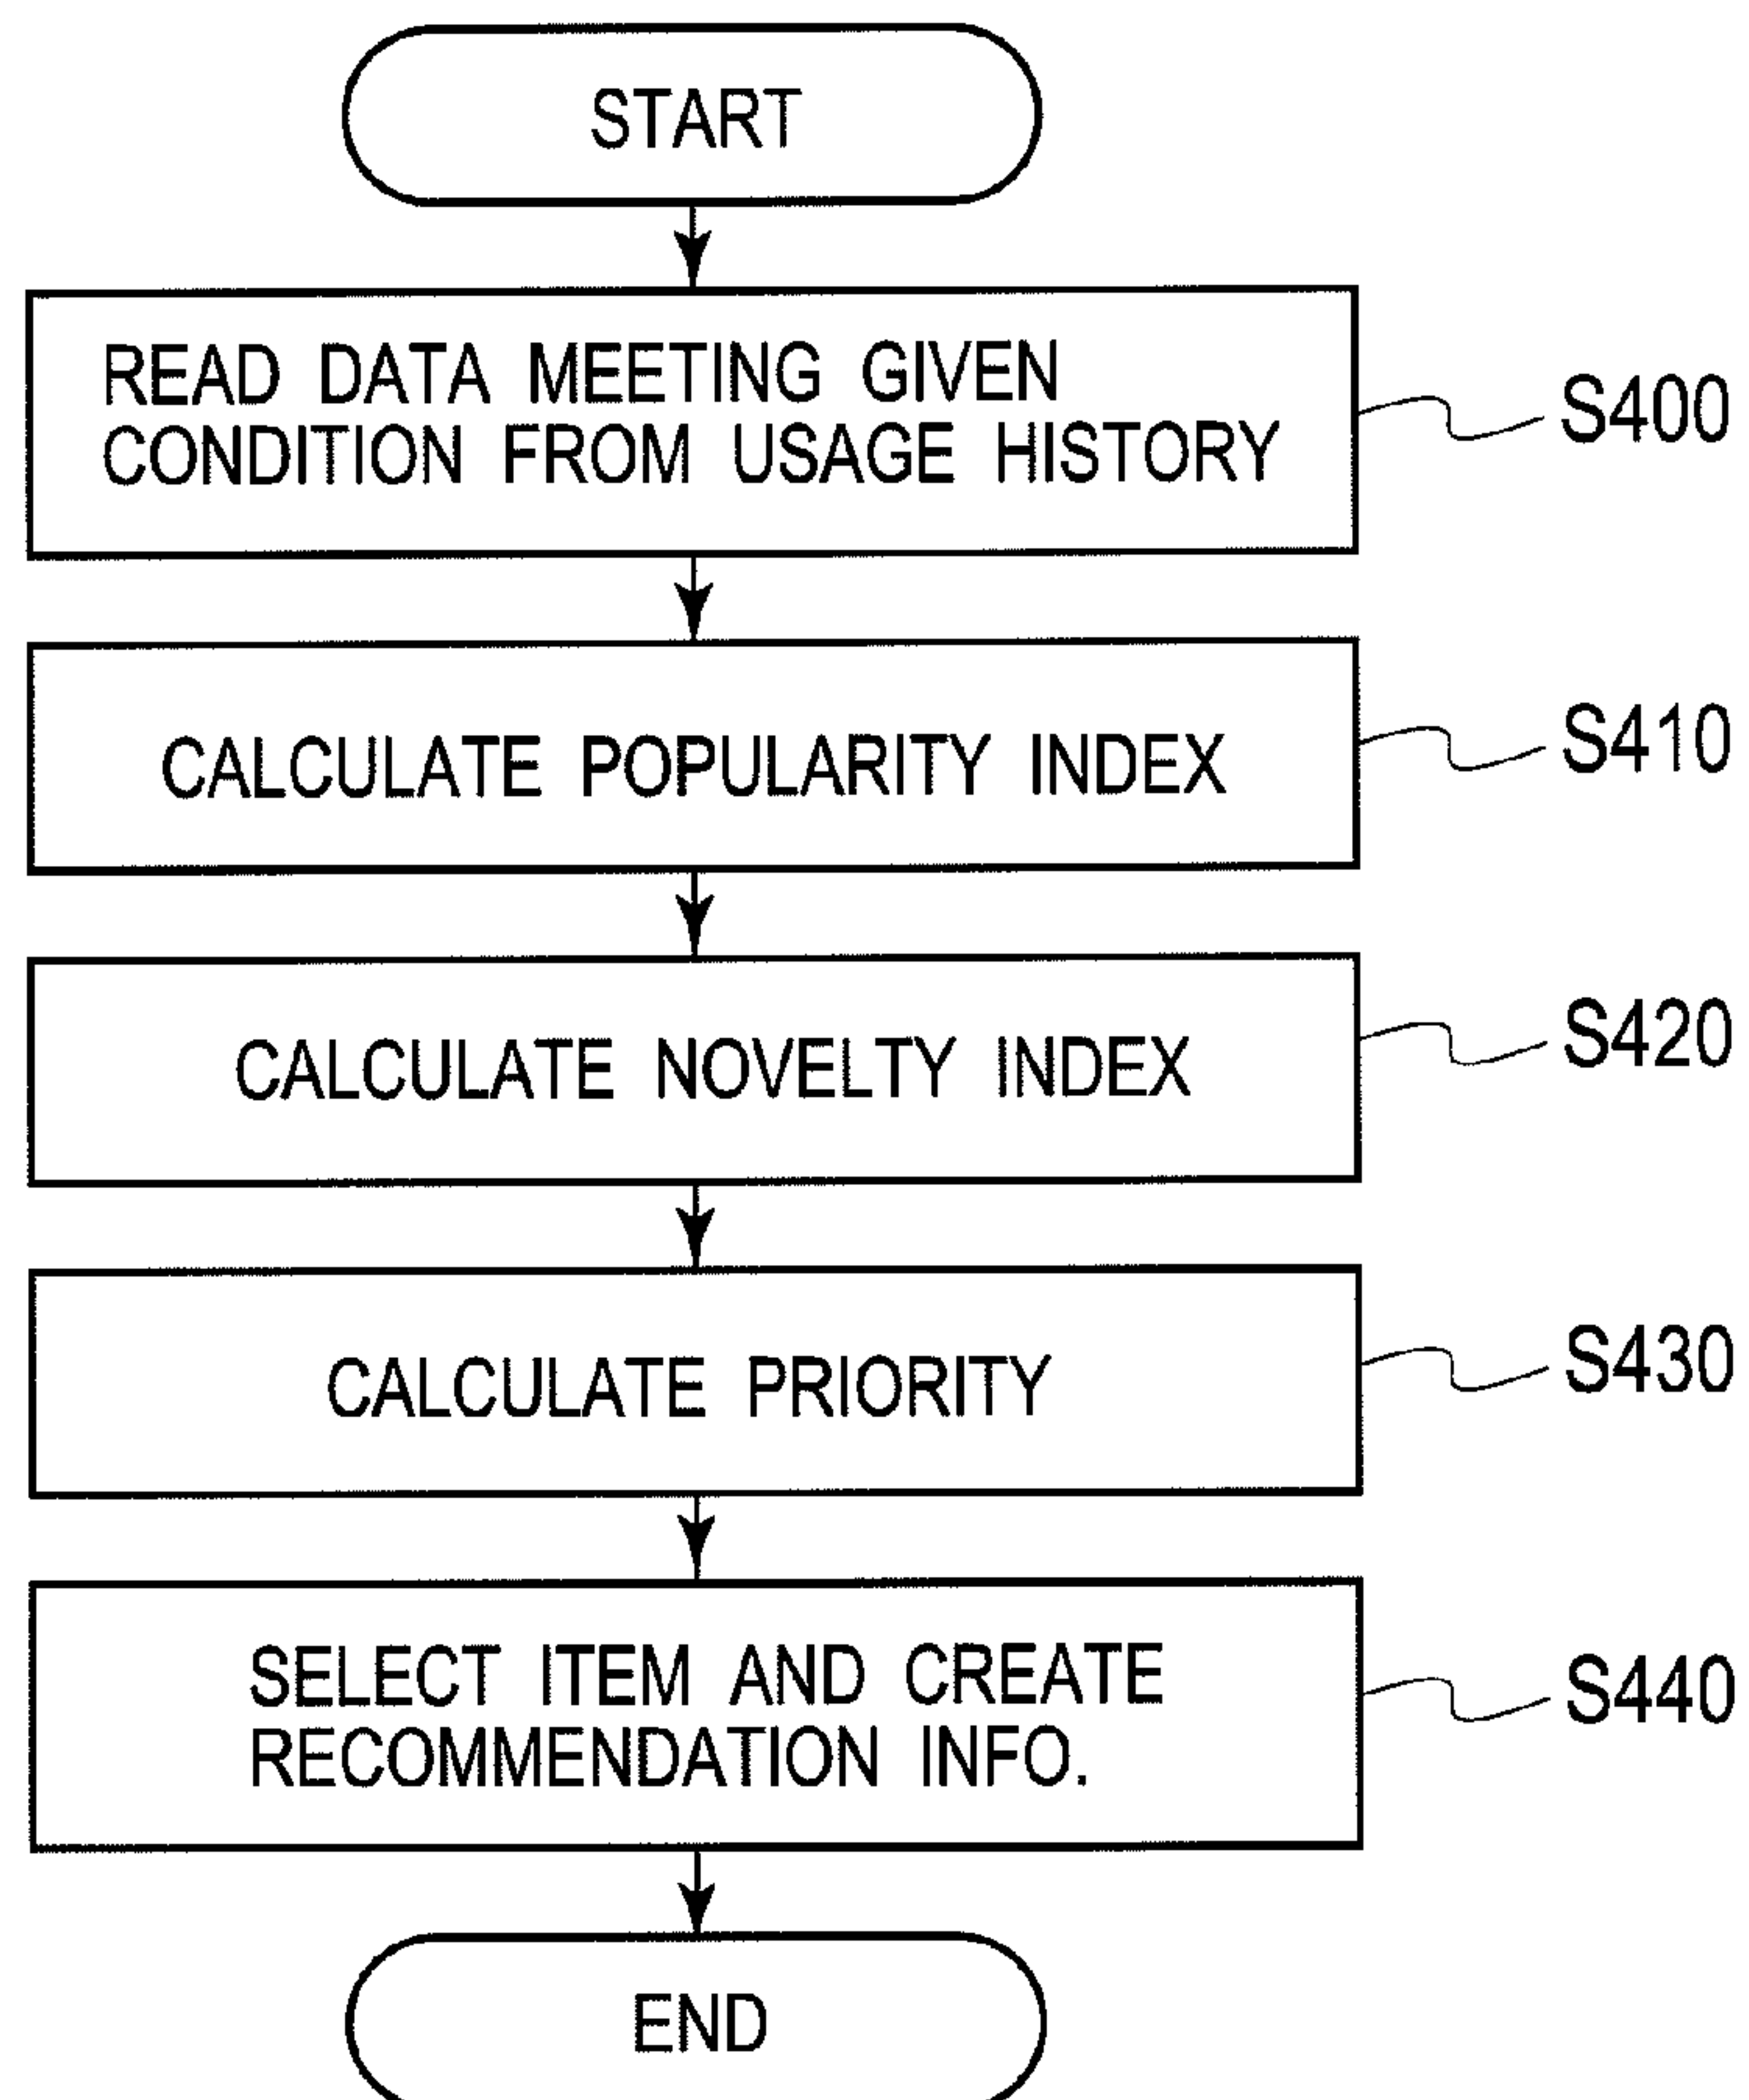 START
READ DATA MEETING GIVEN
CONDITION FROM USAGE HISTORY
S400
CALCULATE POPULARITY INDEX
S410
CALCULATE NOVELTY INDEX
S420
CALCULATE PRIORITY
S430
SELECT ITEM AND CREATE
RECOMMENDATION INFO.
S440
END